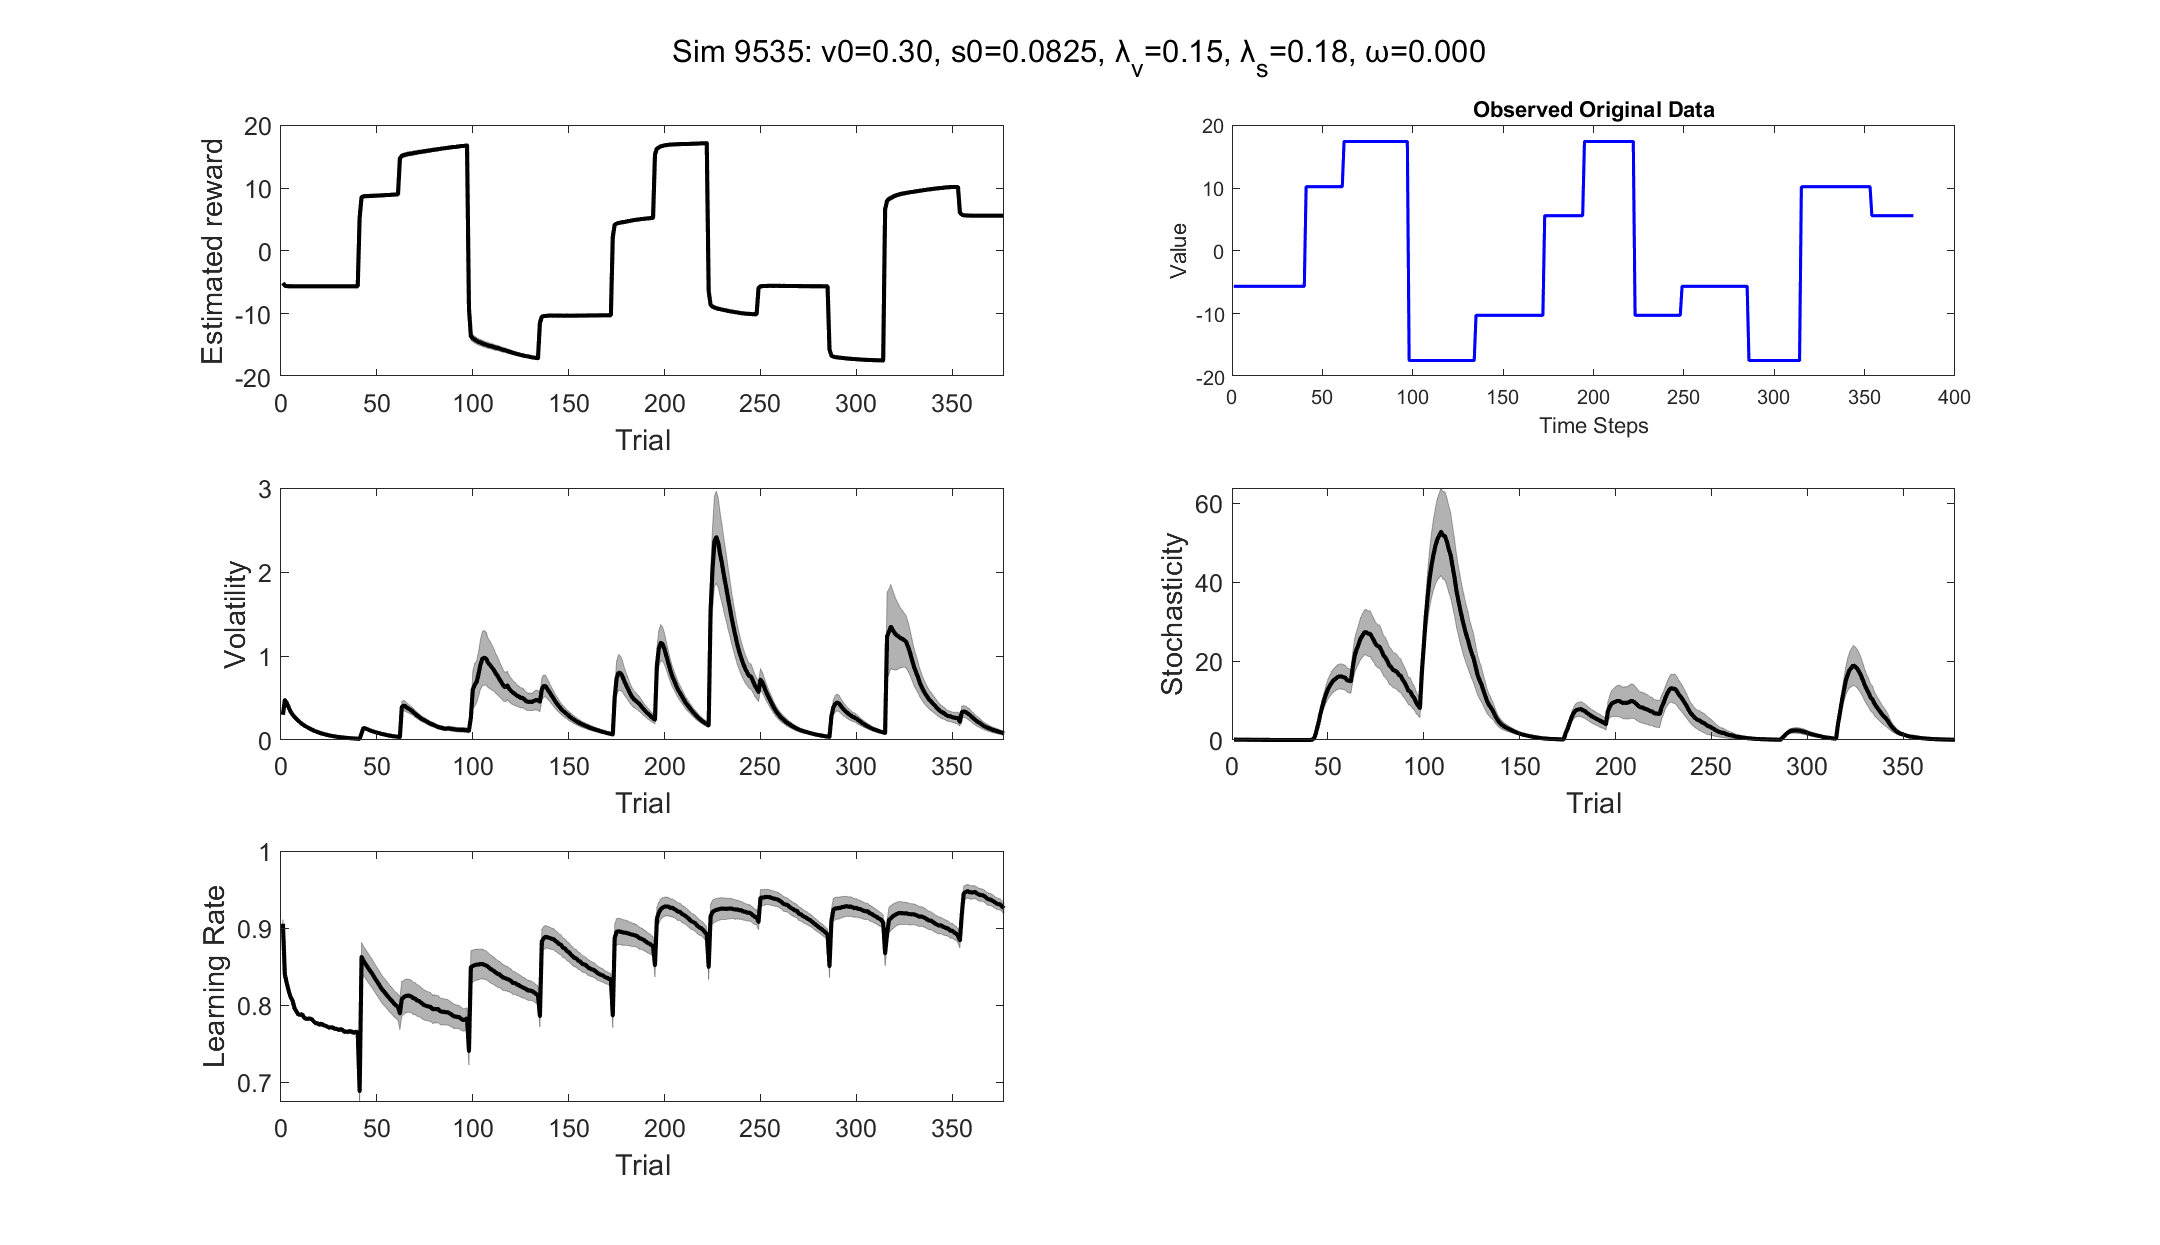 Sim 9535: v0=0.30, s0=0.0825, λv=0.15, λs=0.18, ω=0.000
Estimated reward
20
10
0
-10
-20
0 50 100 150 200 250 300 350
Trial
Observed Original Data
Value
20
10
0
-10
-20
0 50 100 150 200 250 300 350 400
Time Steps
Volatility
3
2
1
0
0 50 100 150 200 250 300 350
Trial
Stochasticity
60
40
20
0
0 50 100 150 200 250 300 350
Trial
Learning Rate
1
0.9
0.8
0.7
0 50 100 150 200 250 300 350
Trial